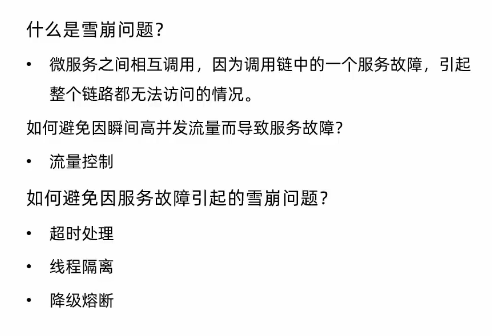 什么是雪崩问题?
• 微服务之间相互调用，因为调用链中的一个服务故障，引起
整个链路都无法访问的情况。
如何避免因瞬间高并发流量而导致服务故障?
• 流量控制
如何避免因服务故障引起的雪崩问题?
• 超时处理
• 线程隔离
• 降级熔断